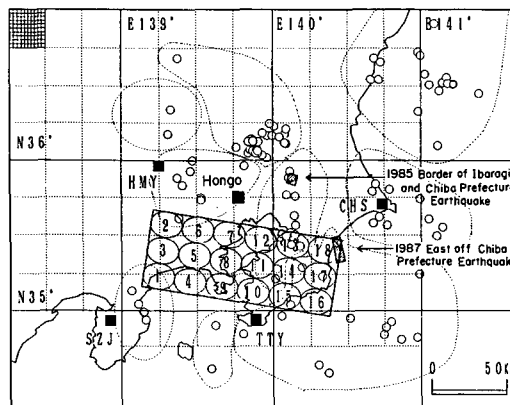 E139° E140° E141°
N36°
1985 Border of Ibaragi
and Chiba Prefecture
Earthquake
HMY Hongo CHS
2 6 7 12 13 18
1987 East off Chiba
Prefecture Earthquake
3 5 8 11 14 17
1 4 9 10 15 16
N35°
SZJ TTY
0 50K